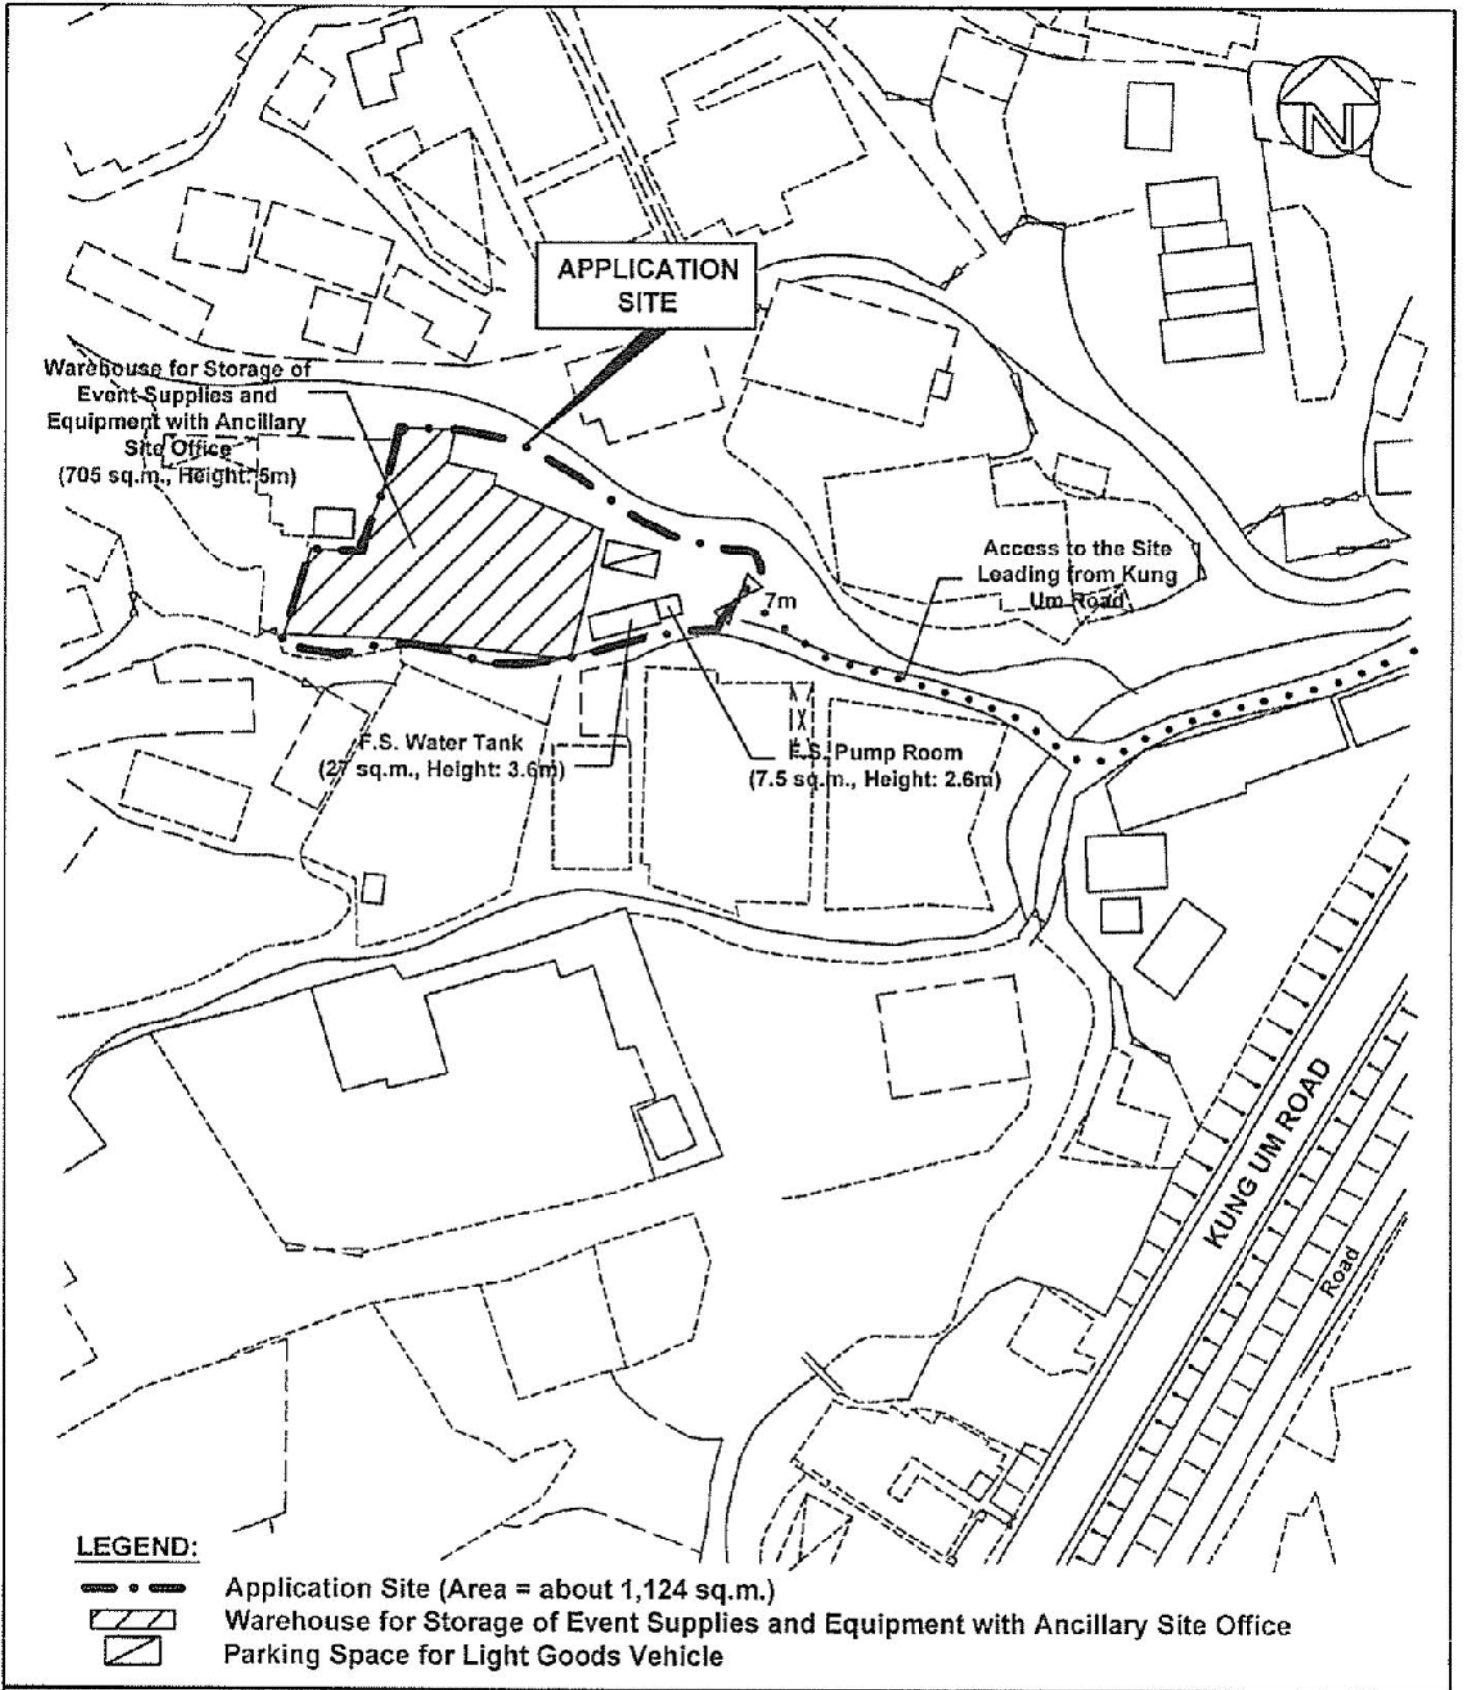 N
APPLICATION
SITE
Warehouse for Storage of
Event Supplies and
Equipment with Ancillary
Site Office
(705 sq.m., Height: 5m)
Access to the Site
Leading from Kung
Um Road
7m
F.S. Water Tank
(27 sq.m., Height: 3.6m)
F.S. Pump Room
(7.5 sq.m., Height: 2.6m)
KUNG UM ROAD
Road
LEGEND:
Application Site (Area = about 1,124 sq.m.)
Warehouse for Storage of Event Supplies and Equipment with Ancillary Site Office
Parking Space for Light Goods Vehicle